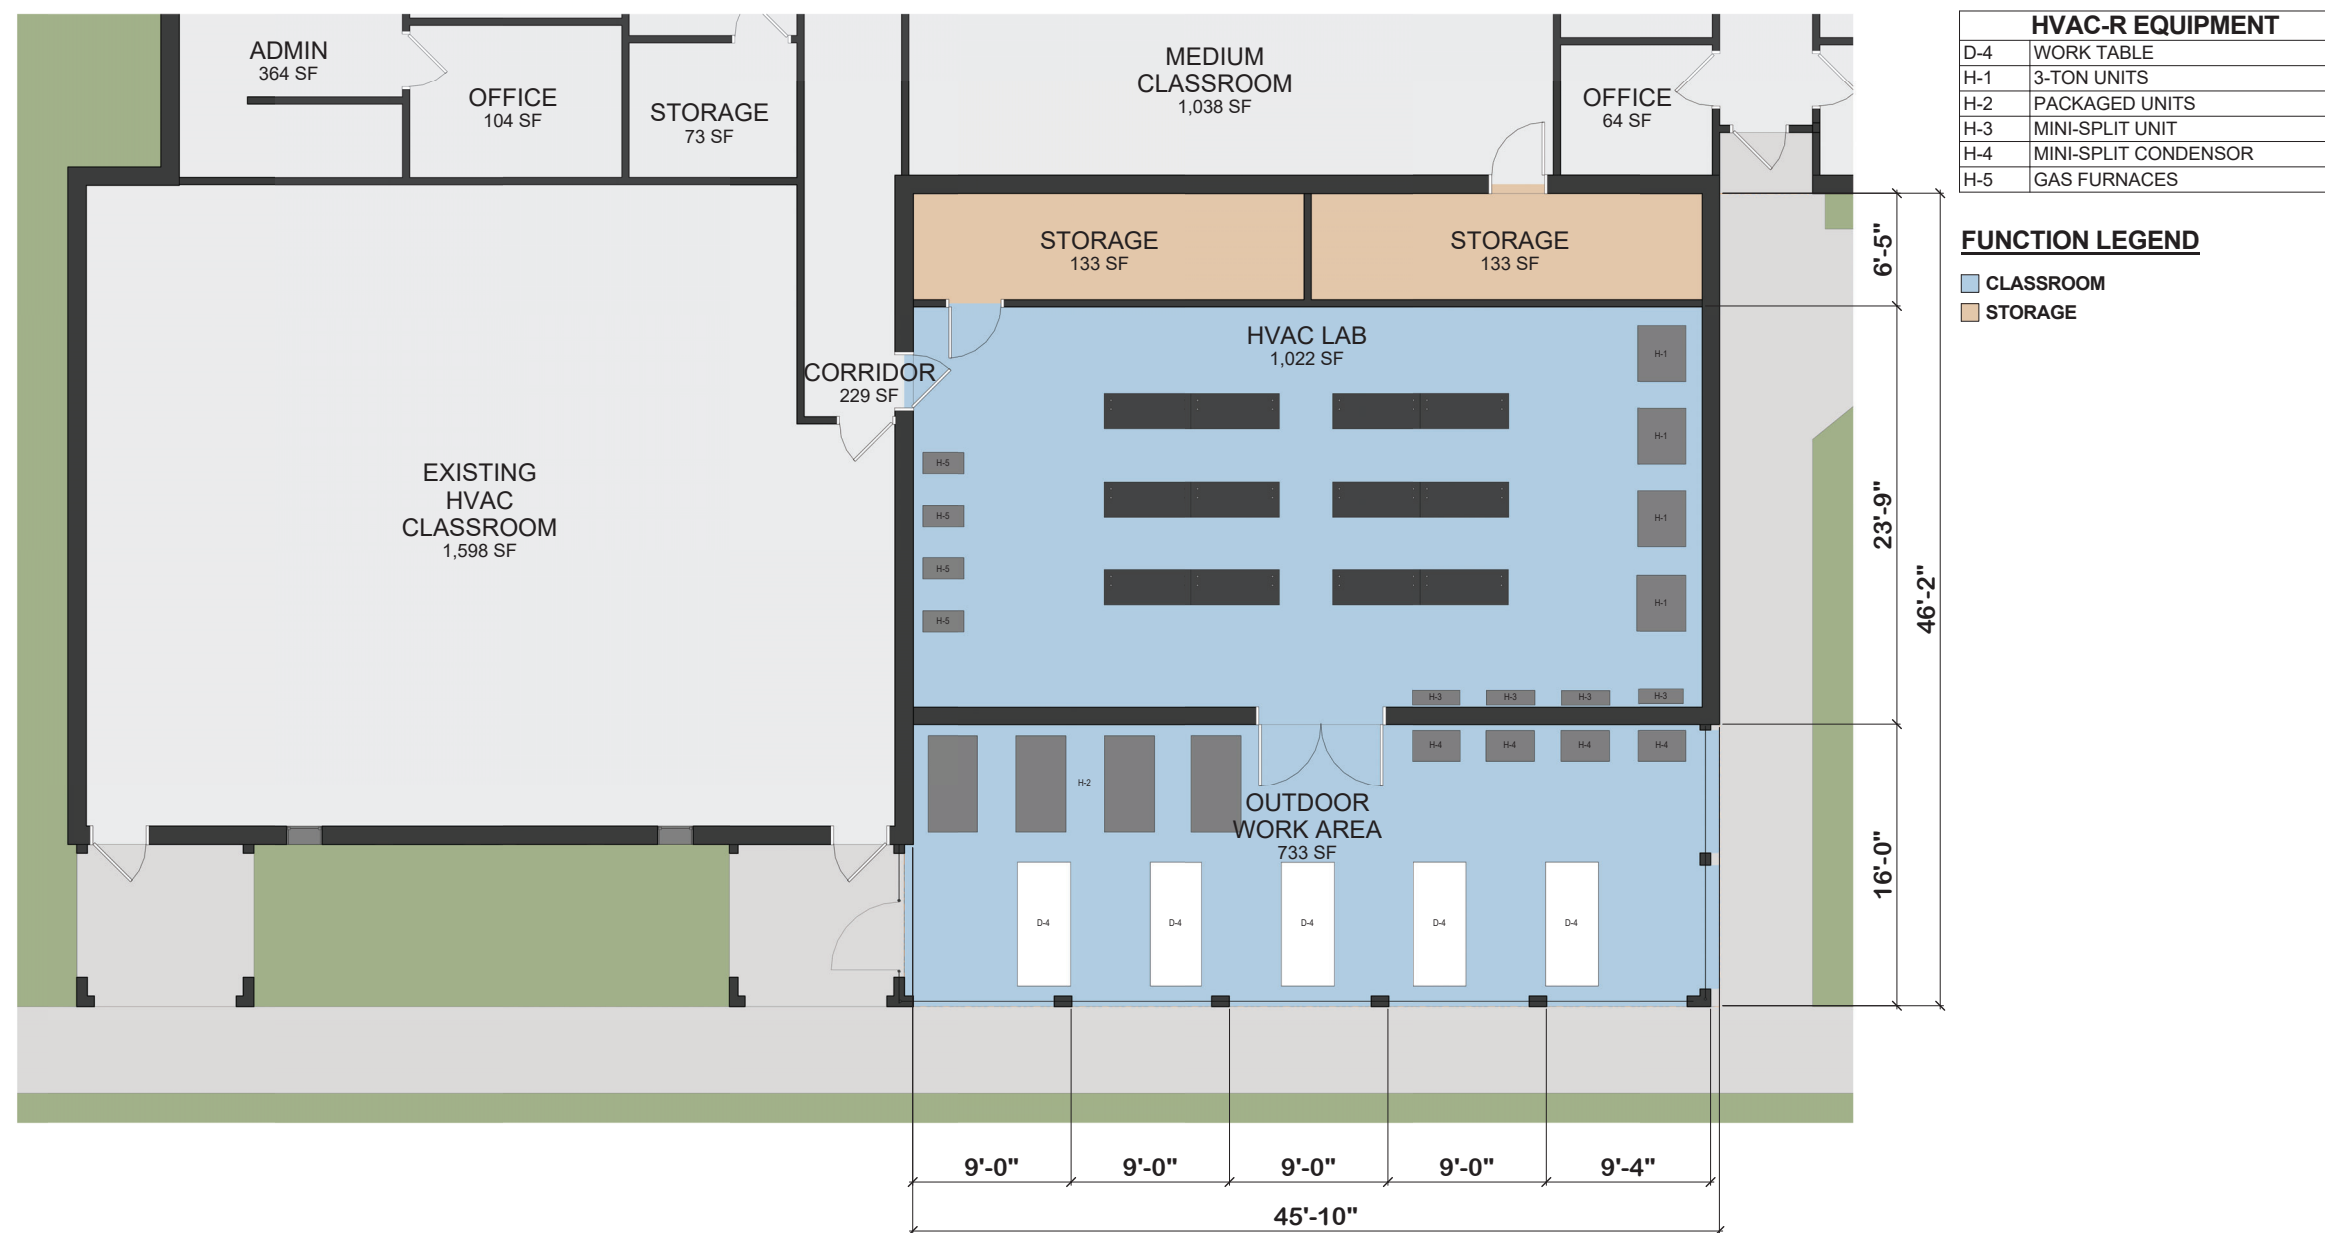 ADMIN
364 SF
OFFICE
104 SF
STORAGE
73 SF
MEDIUM
CLASSROOM
1,038 SF
OFFICE
64 SF
HVAC-R EQUIPMENT
D-4 WORK TABLE
H-1 3-TON UNITS
H-2 PACKAGED UNITS
H-3 MINI-SPLIT UNIT
H-4 MINI-SPLIT CONDENSOR
H-5 GAS FURNACES
FUNCTION LEGEND
CLASSROOM
STORAGE
STORAGE
133 SF
STORAGE
133 SF
6'-5"
HVAC LAB
1,022 SF
CORRIDOR
229 SF
EXISTING
HVAC
CLASSROOM
1,598 SF
H-5
H-5
H-5
H-5
H-1
H-1
H-1
H-1
23'-9"
46'-2"
H-3 H-3 H-3 H-3
H-4 H-4 H-4 H-4
H-2
OUTDOOR
WORK AREA
733 SF
16'-0"
D-4 D-4 D-4 D-4 D-4
9'-0" 9'-0" 9'-0" 9'-0" 9'-4"
45'-10"